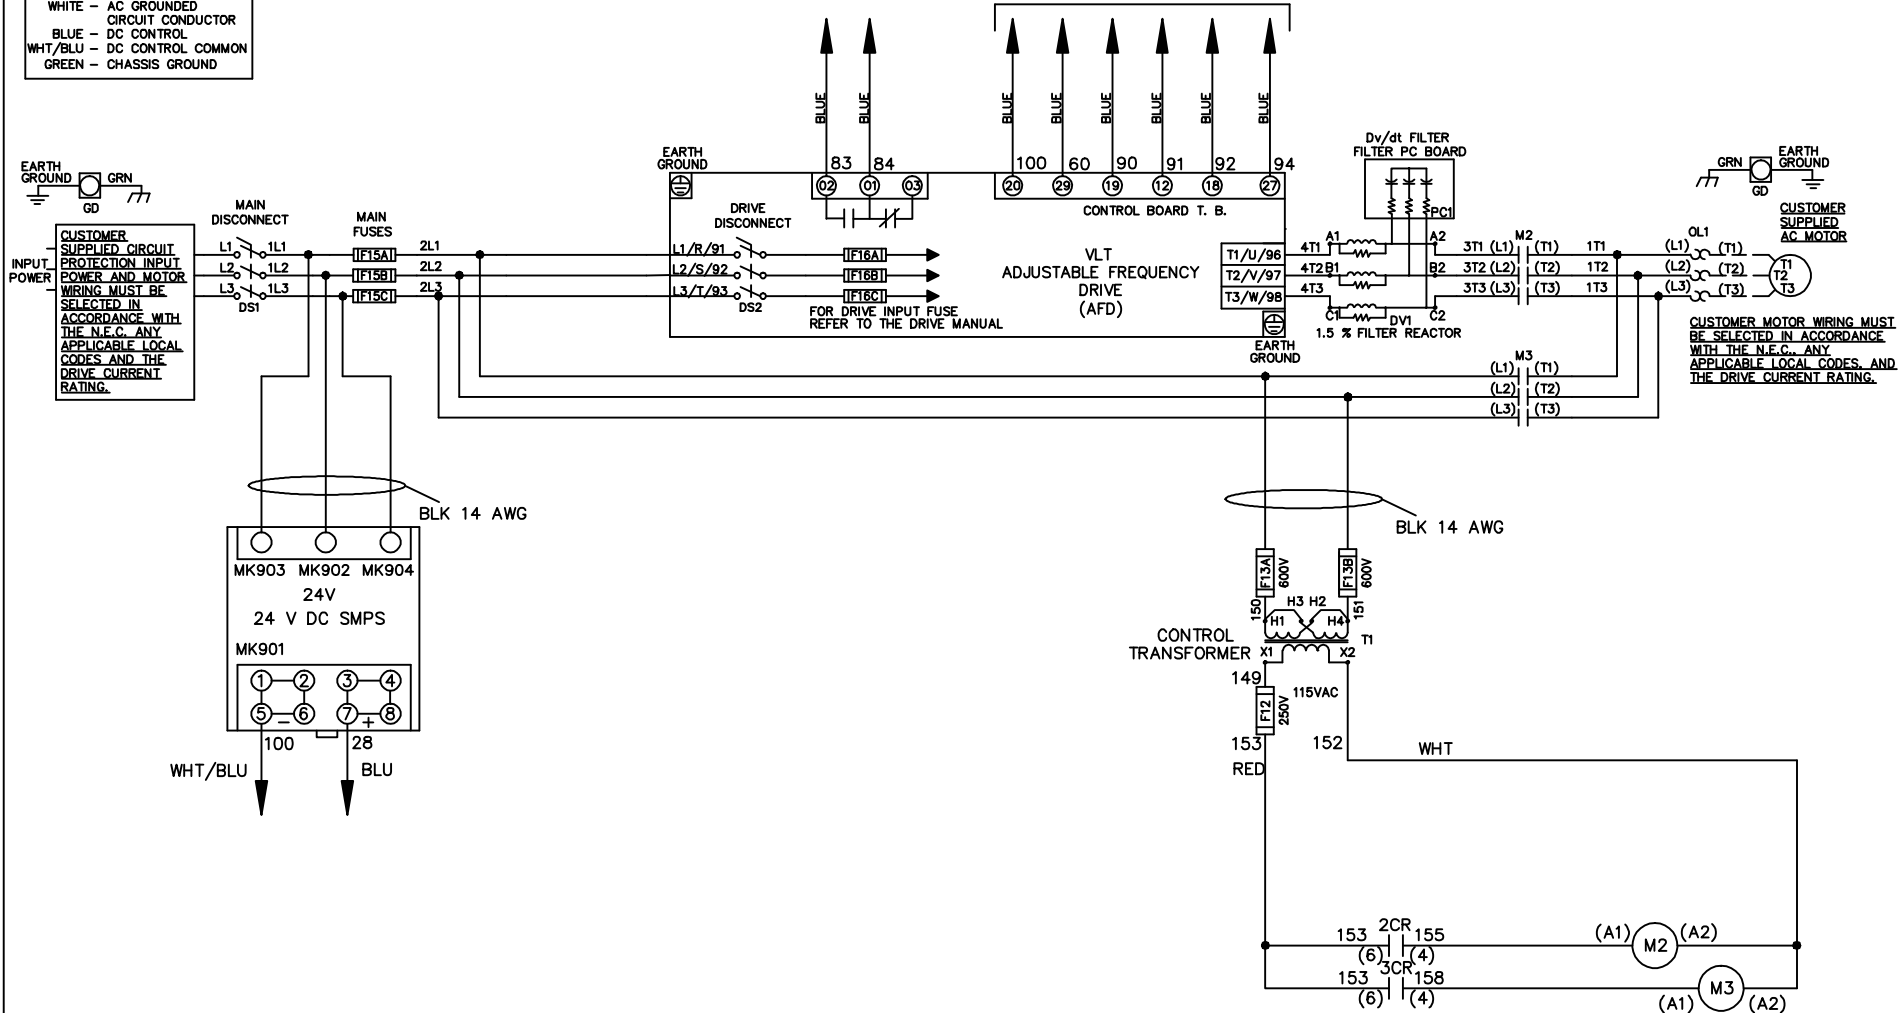 WHITE – AC GROUNDED
CIRCUIT CONDUCTOR
BLUE – DC CONTROL
WHT/BLU – DC CONTROL COMMON
GREEN – CHASSIS GROUND
BLUE
BLUE
BLUE
BLUE
BLUE
BLUE
BLUE
BLUE
EARTH
GROUND
GRN
GD
CUSTOMER
SUPPLIED CIRCUIT
PROTECTION INPUT
POWER AND MOTOR
WIRING MUST BE
SELECTED IN
ACCORDANCE WITH
THE N.E.C. ANY
APPLICABLE LOCAL
CODES AND THE
DRIVE CURRENT
RATING.
INPUT
POWER
MAIN
DISCONNECT
L1 1L1
L2 1L2
L3 1L3
DS1
MAIN
FUSES
F15A
F15B
F15C
2L1
2L2
2L3
EARTH
GROUND
83 84
02 01 03
100 60 90 91 92 94
20 29 19 12 18 27
CONTROL BOARD T. B.
DRIVE
DISCONNECT
L1/R/91
L2/S/92
L3/T/93
DS2
F16A
F16B
F16C
FOR DRIVE INPUT FUSE
REFER TO THE DRIVE MANUAL
VLT
ADJUSTABLE FREQUENCY
DRIVE
(AFD)
T1/U/96
T2/V/97
T3/W/98
EARTH
GROUND
Dv/dt FILTER
FILTER PC BOARD
PC1
4T1 A1 A2
4T2 B1 B2
4T3 C1 C2
DV1
1.5 % FILTER REACTOR
M2
3T1 (L1) (T1) 1T1
3T2 (L2) (T2) 1T2
3T3 (L3) (T3) 1T3
OL1
(L1) (T1)
(L2) (T2)
(L3) (T3)
T1
T2
T3
GRN
GD
EARTH
GROUND
CUSTOMER
SUPPLIED
AC MOTOR
CUSTOMER MOTOR WIRING MUST
BE SELECTED IN ACCORDANCE
WITH THE N.E.C., ANY
APPLICABLE LOCAL CODES, AND
THE DRIVE CURRENT RATING.
M3
(L1) (T1)
(L2) (T2)
(L3) (T3)
BLK 14 AWG
MK903 MK902 MK904
24V
24 V DC SMPS
MK901
1 2 3 4
5 6 7 8
– +
100 28
WHT/BLU BLU
BLK 14 AWG
F13A 600V
F13B 600V
150 151
H3 H2
H1 H4
CONTROL
TRANSFORMER
T1
X1 X2
149
115VAC
F12 250V
153 152
RED
WHT
2CR
153 155
(6) (4)
(A1) M2 (A2)
3CR
153 158
(6) (4)
(A1) M3 (A2)